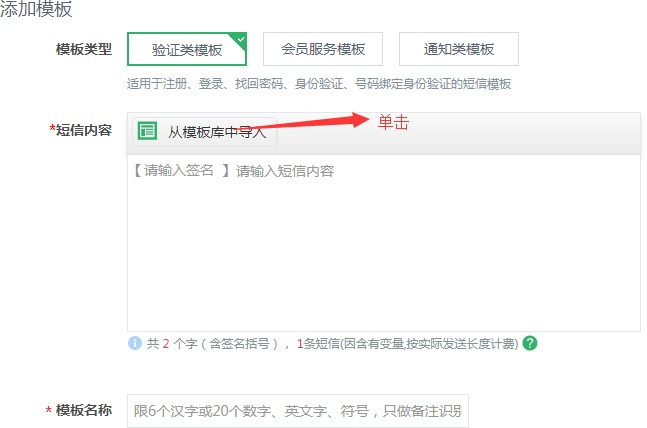 添加模板
模板类型 验证类模板 会员服务模板 通知类模板
适用于注册、登录、找回密码、身份验证、号码绑定身份验证的短信模板
*短信内容 从模板库中导入 单击
【请输入签名 】请输入短信内容
共 2 个字（含签名括号），1条短信(因含有变量,按实际发送长度计费)
* 模板名称 限6个汉字或20个数字、英文字、符号，只做备注识别